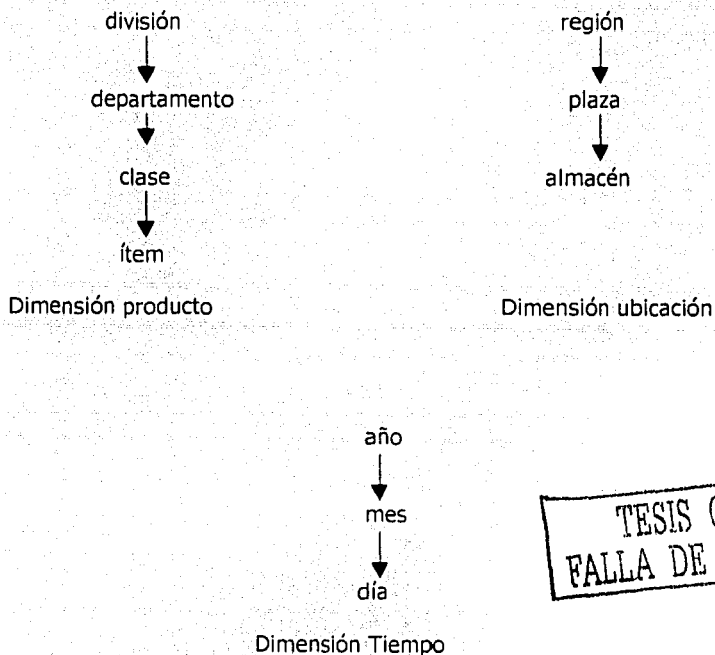 división
departamento
clase
ítem
Dimensión producto
región
plaza
almacén
Dimensión ubicación
año
mes
día
Dimensión Tiempo
TESIS
FALLA DE